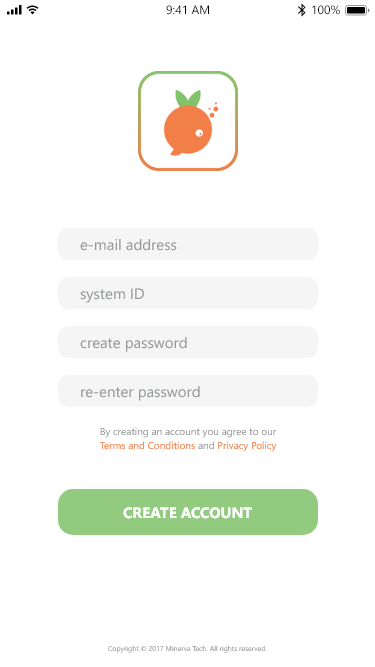 9:41 AM 100%
e-mail address
system ID
create password
re-enter password
By creating an account you agree to our
Terms and Conditions and Privacy Policy
CREATE ACCOUNT
Copyright © 2017 Minerva Tech. All rights reserved.